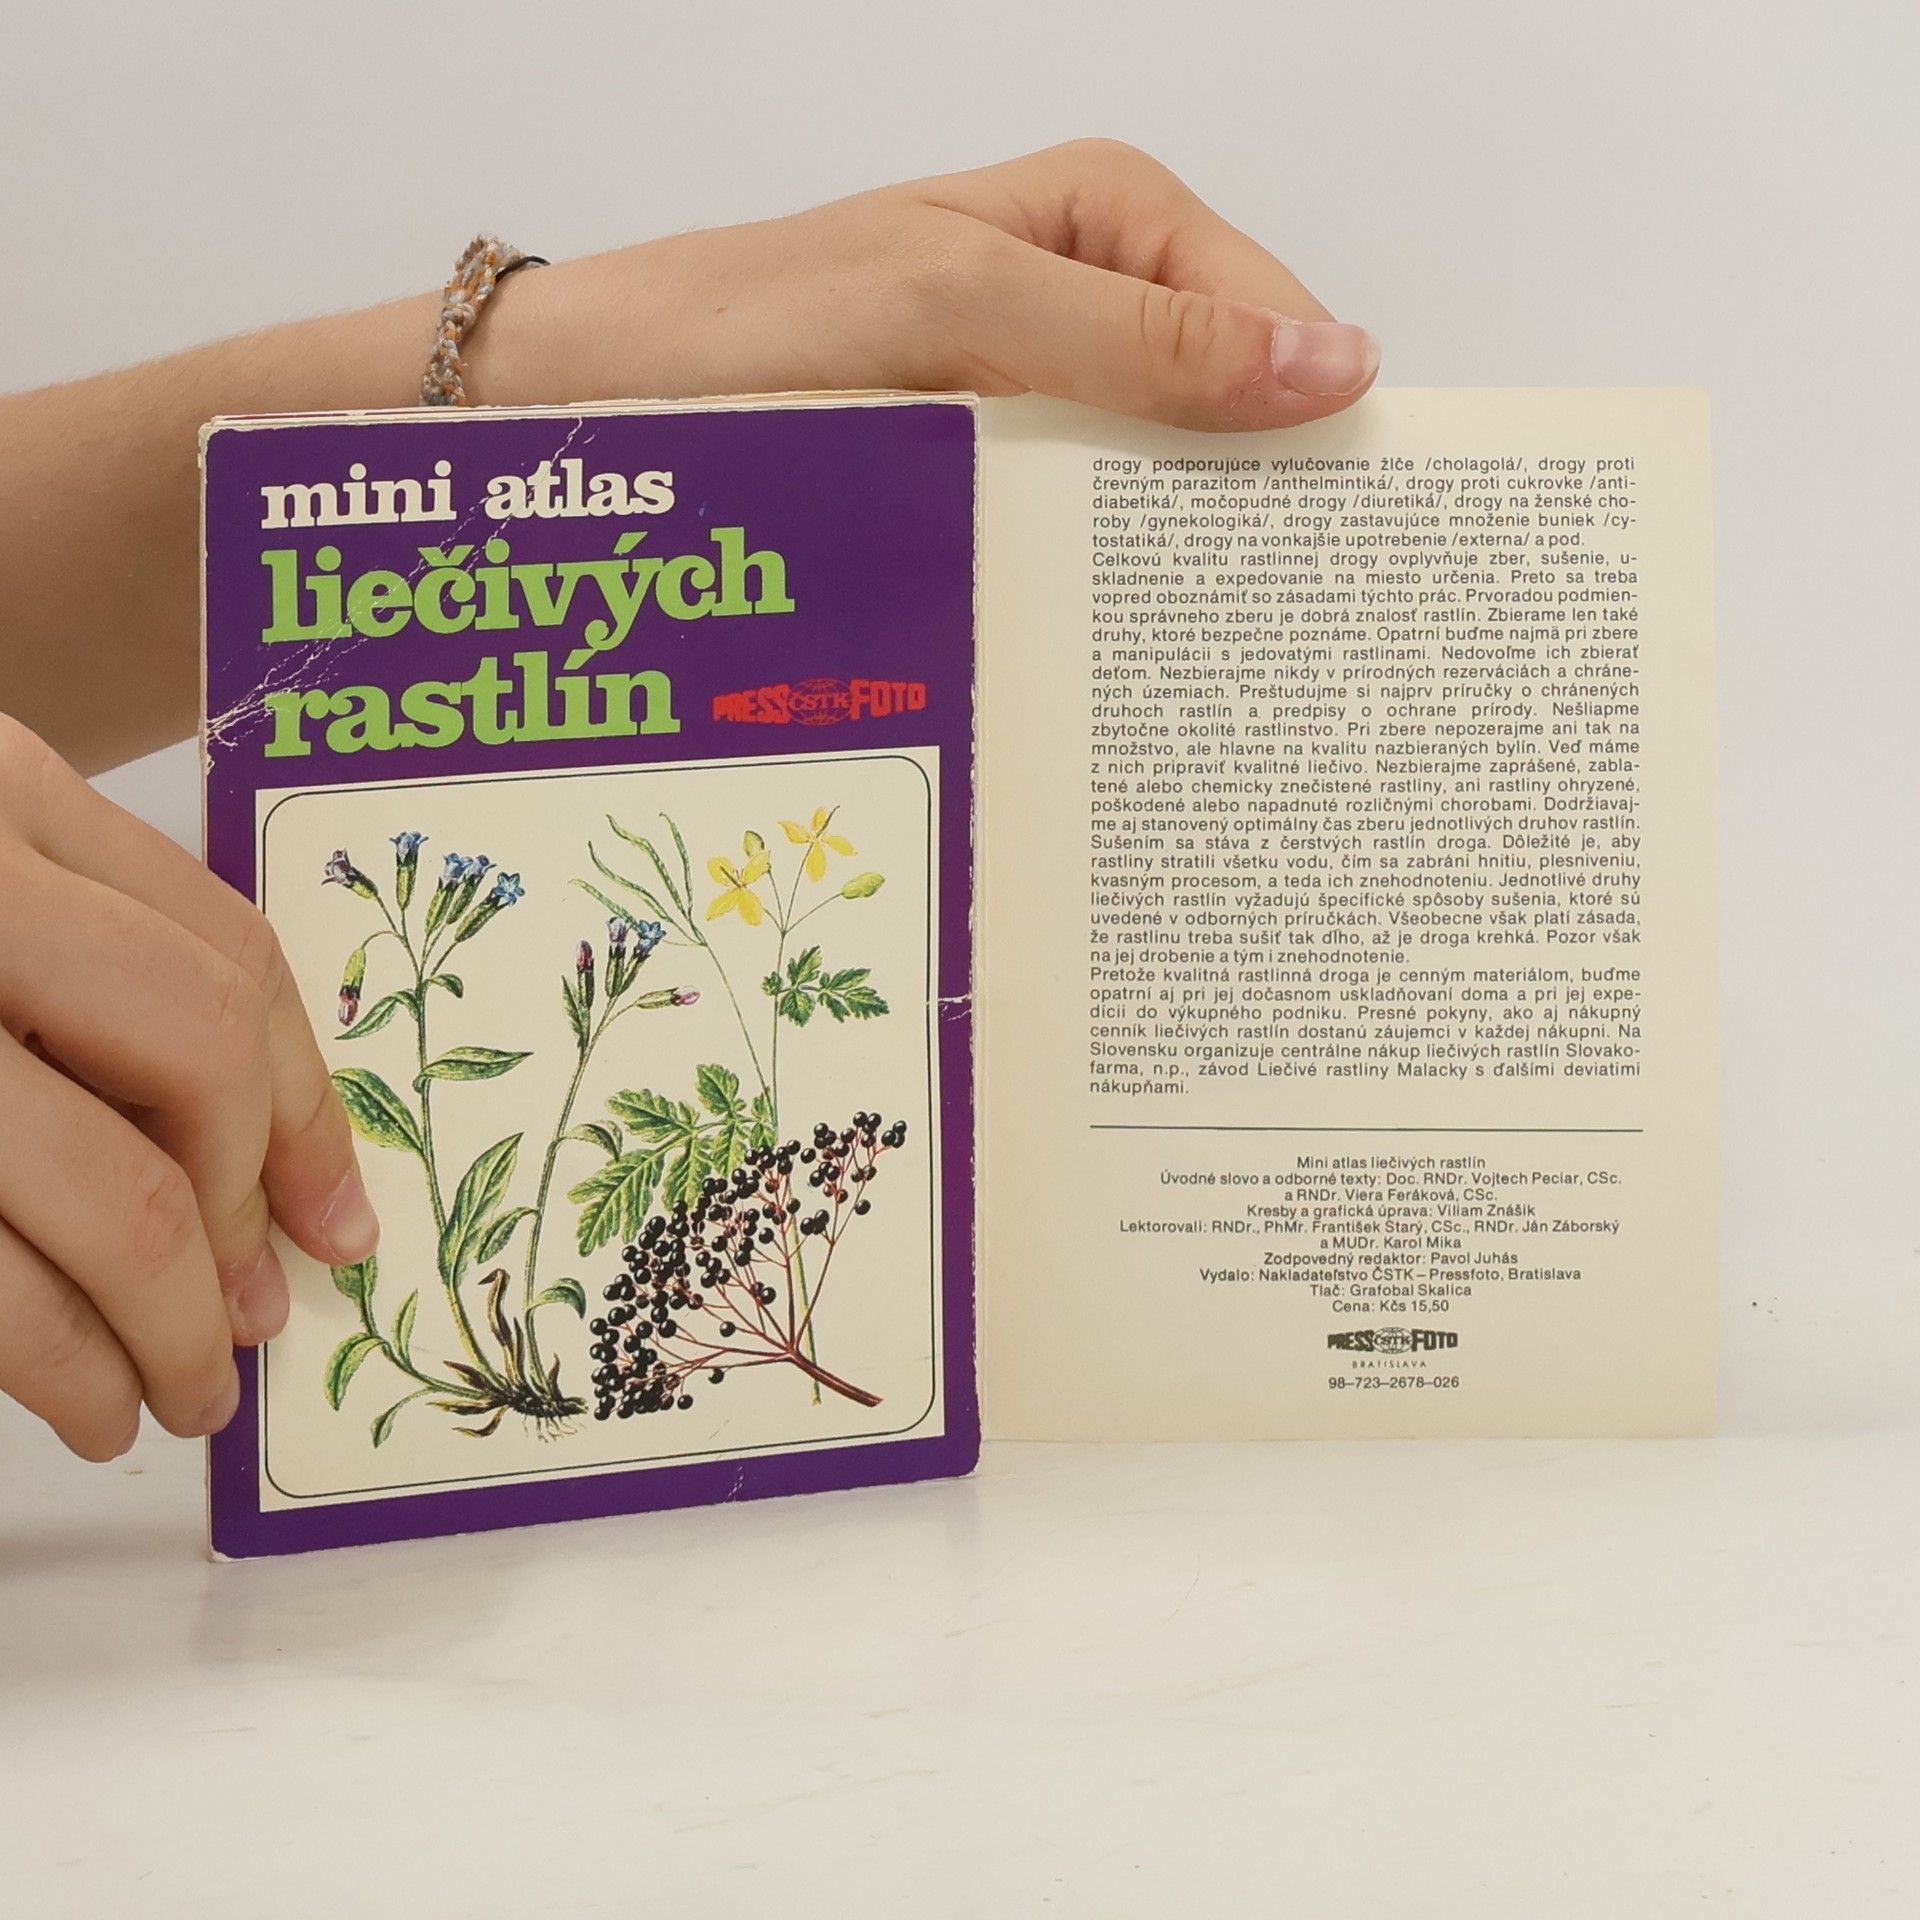 mini atlas
liečivých
rastlín
PRESS ČSTK FOTO
drogy podporujúce vylučovanie žlče /cholagolá/, drogy proti
črevným parazitom /anthelmintiká/, drogy proti cukrovke /anti-
diabetiká/, močopudné drogy /diuretiká/, drogy na ženské cho-
roby /gynekologiká/, drogy zastavujúce množenie buniek /cy-
tostatiká/, drogy na vonkajšie upotrebenie /externa/ a pod.
Celkovú kvalitu rastlinnej drogy ovplyvňuje zber, sušenie, u-
skladnenie a expedovanie na miesto určenia. Preto sa treba
vopred oboznámiť so zásadami týchto prác. Prvoradou podmien-
kou správneho zberu je dobrá znalosť rastlín. Zbierame len také
druhy, ktoré bezpečne poznáme. Opatrní buďme najmä pri zbere
a manipulácii s jedovatými rastlinami. Nedovoľme ich zbierať
deťom. Nezbierajme nikdy v prírodných rezerváciách a chráne-
ných územiach. Preštudujme si najprv príručky o chránených
druhoch rastlín a predpisy o ochrane prírody. Nešliapme
zbytočne okolité rastlinstvo. Pri zbere nepozerajme ani tak na
množstvo, ale hlavne na kvalitu nazbieraných bylín. Veď máme
z nich pripraviť kvalitné liečivo. Nezbierajme zaprášené, zabla-
tené alebo chemicky znečistené rastliny, ani rastliny ohryzené,
poškodené alebo napadnuté rozličnými chorobami. Dodržiavaj-
me aj stanovený optimálny čas zberu jednotlivých druhov rastlín.
Sušením sa stáva z čerstvých rastlín droga. Dôležité je, aby
rastliny stratili všetku vodu, čím sa zabráni hnitiu, plesniveniu,
kvasným procesom, a teda ich znehodnoteniu. Jednotlivé druhy
liečivých rastlín vyžadujú špecifické spôsoby sušenia, ktoré sú
uvedené v odborných príručkách. Všeobecne však platí zásada,
že rastlinu treba sušiť tak dlho, až je droga krehká. Pozor však
na jej drobenie a tým i znehodnotenie.
Pretože kvalitná rastlinná droga je cenným materiálom, buďme
opatrní aj pri jej dočasnom uskladňovaní doma a pri jej expe-
dícii do výkupného podniku. Presné pokyny, ako aj nákupný
cenník liečivých rastlín dostanú záujemci v každej nákupni. Na
Slovensku organizuje centrálne nákup liečivých rastlín Slovako-
farma, n.p., závod Liečivé rastliny Malacky s ďalšími deviatimi
nákupňami.
Mini atlas liečivých rastlín
Úvodné slovo a odborné texty: Doc. RNDr. Vojtech Peciar, CSc.
a RNDr. Viera Feráková, CSc.
Kresby a grafická úprava: Viliam Znášik
Lektorovali: RNDr., PhMr. František Starý, CSc., RNDr. Ján Záborský
a MUDr. Karol Mika
Zodpovedný redaktor: Pavol Juhás
Vydalo: Nakladateľstvo ČSTK – Pressfoto, Bratislava
Tlač: Grafobal Skalica
Cena: Kčs 15,50
PRESS ČSTK FOTO
BRATISLAVA
98–723–2678–026